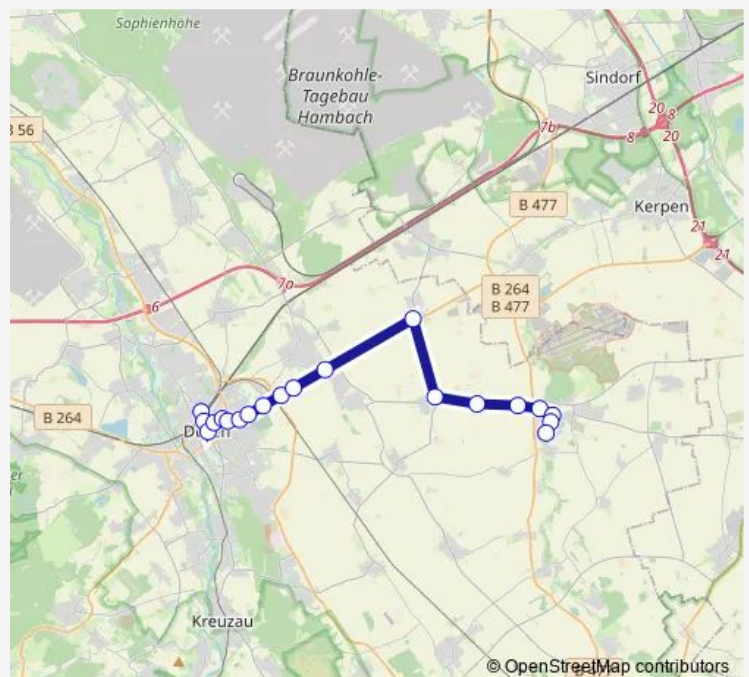 Sophienhöhe
Braunkohle-
Tagebau
Hambach
Sindorf
20
8
20
8
7b
B 56
Kerpen
B 477
21
21
7a
B 264
B 477
6
B 264
Kreuzau
© OpenStreetMap contributors